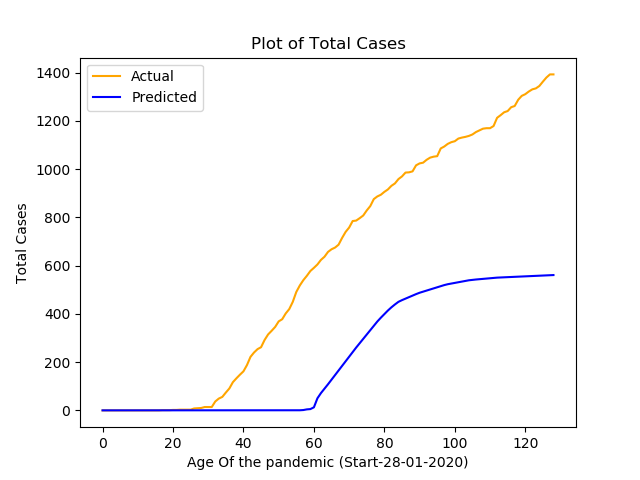 Plot of Total Cases
Actual
Predicted
1400
1200
1000
800
600
400
200
0
Total Cases
0 20 40 60 80 100 120
Age Of the pandemic (Start-28-01-2020)